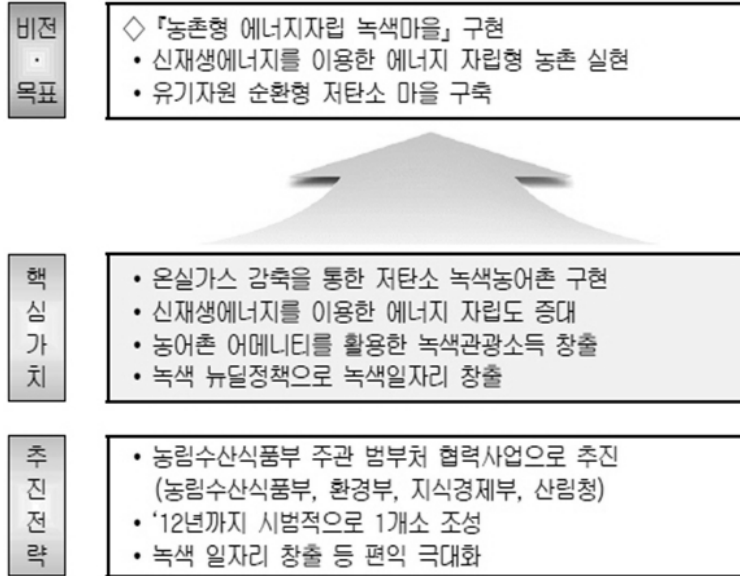 비전
·
목표
◇ 『농촌형 에너지자립 녹색마을』 구현
• 신재생에너지를 이용한 에너지 자립형 농촌 실현
• 유기자원 순환형 저탄소 마을 구축
핵
심
가
치
• 온실가스 감축을 통한 저탄소 녹색농어촌 구현
• 신재생에너지를 이용한 에너지 자립도 증대
• 농어촌 어메니티를 활용한 녹색관광소득 창출
• 녹색 뉴딜정책으로 녹색일자리 창출
추
진
전
략
• 농림수산식품부 주관 범부처 협력사업으로 추진
(농림수산식품부, 환경부, 지식경제부, 산림청)
• ‘12년까지 시범적으로 1개소 조성
• 녹색 일자리 창출 등 편익 극대화